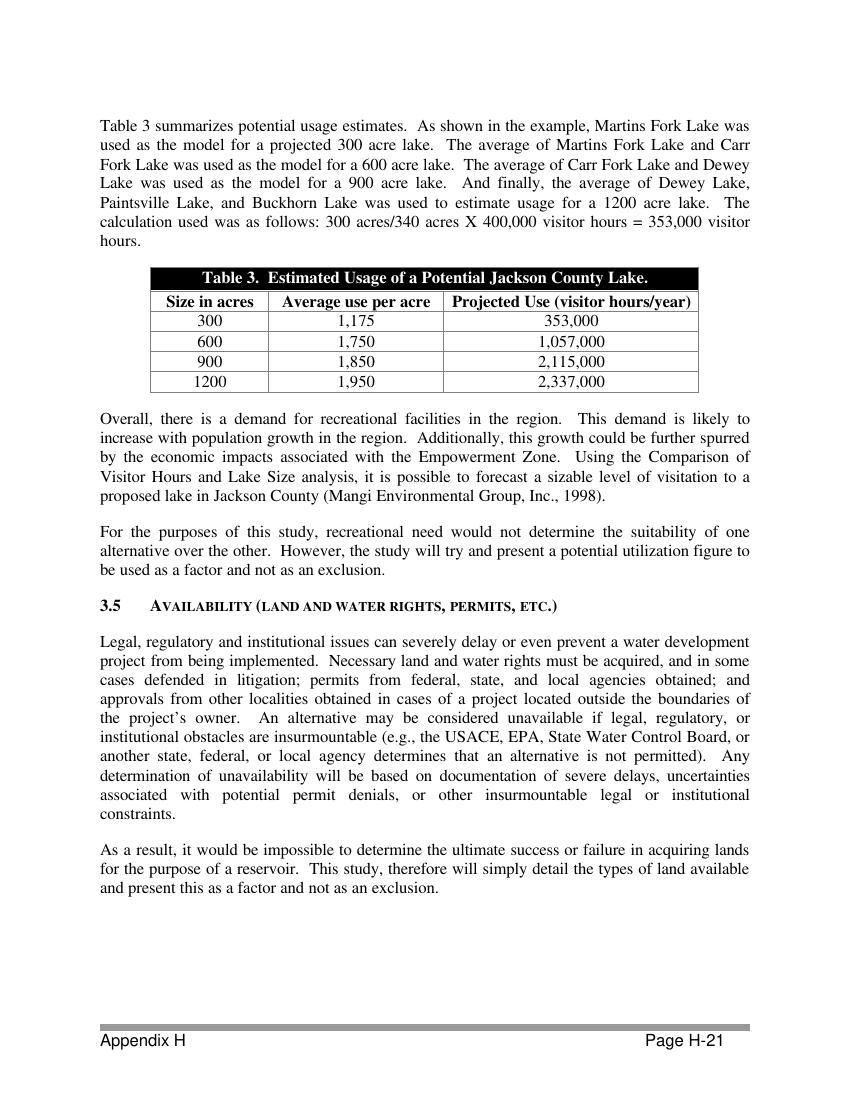 Table 3 summarizes potential usage estimates.  As shown in the example, Martins Fork Lake was
used as the model for a projected 300 acre lake.  The average of Martins Fork Lake and Carr
Fork Lake was used as the model for a 600 acre lake.  The average of Carr Fork Lake and Dewey
Lake was used as the model for a 900 acre lake.  And finally, the average of Dewey Lake,
Paintsville Lake, and Buckhorn Lake was used to estimate usage for a 1200 acre lake.  The
calculation used was as follows: 300 acres/340 acres X 400,000 visitor hours = 353,000 visitor
hours.
Table 3.  Estimated Usage of a Potential Jackson County Lake.
Size in acres Average use per acre Projected Use (visitor hours/year)
300 1,175 353,000
600 1,750 1,057,000
900 1,850 2,115,000
1200 1,950 2,337,000
Overall, there is a demand for recreational facilities in the region.  This demand is likely to
increase with population growth in the region.  Additionally, this growth could be further spurred
by the economic impacts associated with the Empowerment Zone.  Using the Comparison of
Visitor Hours and Lake Size analysis, it is possible to forecast a sizable level of visitation to a
proposed lake in Jackson County (Mangi Environmental Group, Inc., 1998).
For the purposes of this study, recreational need would not determine the suitability of one
alternative over the other.  However, the study will try and present a potential utilization figure to
be used as a factor and not as an exclusion.
3.5 AVAILABILITY (LAND AND WATER RIGHTS, PERMITS, ETC.)
Legal, regulatory and institutional issues can severely delay or even prevent a water development
project from being implemented.  Necessary land and water rights must be acquired, and in some
cases defended in litigation; permits from federal, state, and local agencies obtained; and
approvals from other localities obtained in cases of a project located outside the boundaries of
the project's owner.  An alternative may be considered unavailable if legal, regulatory, or
institutional obstacles are insurmountable (e.g., the USACE, EPA, State Water Control Board, or
another state, federal, or local agency determines that an alternative is not permitted).  Any
determination of unavailability will be based on documentation of severe delays, uncertainties
associated with potential permit denials, or other insurmountable legal or institutional
constraints.
As a result, it would be impossible to determine the ultimate success or failure in acquiring lands
for the purpose of a reservoir.  This study, therefore will simply detail the types of land available
and present this as a factor and not as an exclusion.
Appendix H Page H-21